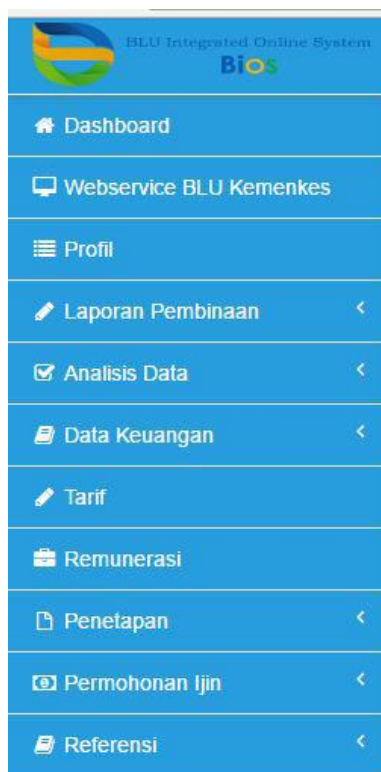 BLU Integrated Online System
Bios
Dashboard
Webservice BLU Kemenkes
Profil
Laporan Pembinaan
Analisis Data
Data Keuangan
Tarif
Remunerasi
Penetapan
Permohonan Ijin
Referensi